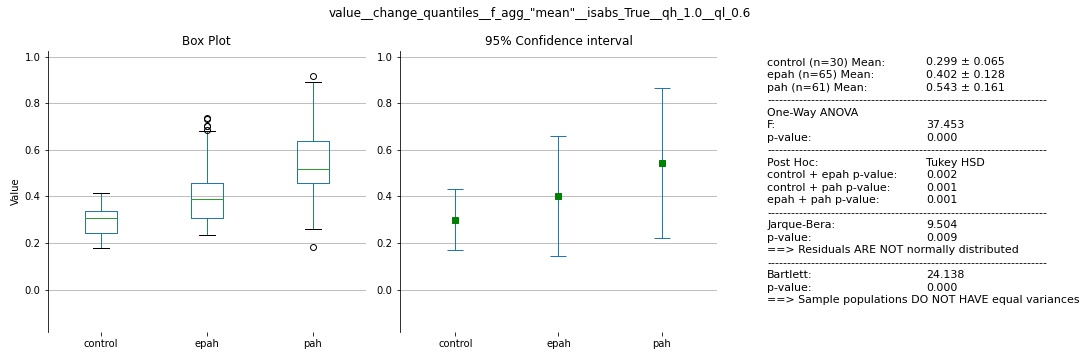 value__change_quantiles__f_agg_"mean"__isabs_True__qh_1.0__ql_0.6
Box Plot
Value
1.0
0.8
0.6
0.4
0.2
0.0
control epah pah
95% Confidence interval
1.0
0.8
0.6
0.4
0.2
0.0
control epah pah
control (n=30) Mean: 0.299 ± 0.065
epah (n=65) Mean: 0.402 ± 0.128
pah (n=61) Mean: 0.543 ± 0.161
One-Way ANOVA
F: 37.453
p-value: 0.000
Post Hoc: Tukey HSD
control + epah p-value: 0.002
control + pah p-value: 0.001
epah + pah p-value: 0.001
Jarque-Bera: 9.504
p-value: 0.009
==> Residuals ARE NOT normally distributed
Bartlett: 24.138
p-value: 0.000
==> Sample populations DO NOT HAVE equal variances